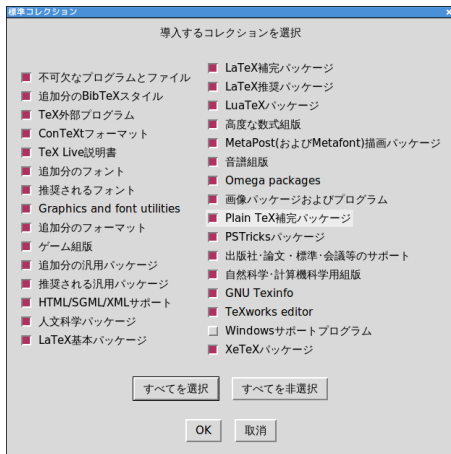 標準コレクション
導入するコレクションを選択
不可欠なプログラムとファイル
追加分のBibTeXスタイル
TeX外部プログラム
ConTeXtフォーマット
TeX Live説明書
追加分のフォント
推奨されるフォント
Graphics and font utilities
追加分のフォーマット
ゲーム組版
追加分の汎用パッケージ
推奨される汎用パッケージ
HTML/SGML/XMLサポート
人文科学パッケージ
LaTeX基本パッケージ
LaTeX補完パッケージ
LaTeX推奨パッケージ
LuaTeXパッケージ
高度な数式組版
MetaPost(およびMetafont)描画パッケージ
音譜組版
Omega packages
画像パッケージおよびプログラム
Plain TeX補完パッケージ
PSTricksパッケージ
出版社·論文·標準·会議等のサポート
自然科学·計算機科学用組版
GNU Texinfo
TeXworks editor
Windowsサポートプログラム
XeTeXパッケージ
すべてを選択
すべてを非選択
OK
取消